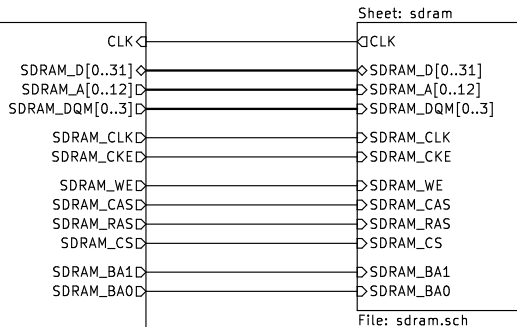 Sheet: sdram
CLK CLK
SDRAM_D[0..31] SDRAM_D[0..31]
SDRAM_A[0..12] SDRAM_A[0..12]
SDRAM_DQM[0..3] SDRAM_DQM[0..3]
SDRAM_CLK SDRAM_CLK
SDRAM_CKE SDRAM_CKE
SDRAM_WE SDRAM_WE
SDRAM_CAS SDRAM_CAS
SDRAM_RAS SDRAM_RAS
SDRAM_CS SDRAM_CS
SDRAM_BA1 SDRAM_BA1
SDRAM_BA0 SDRAM_BA0
File: sdram.sch